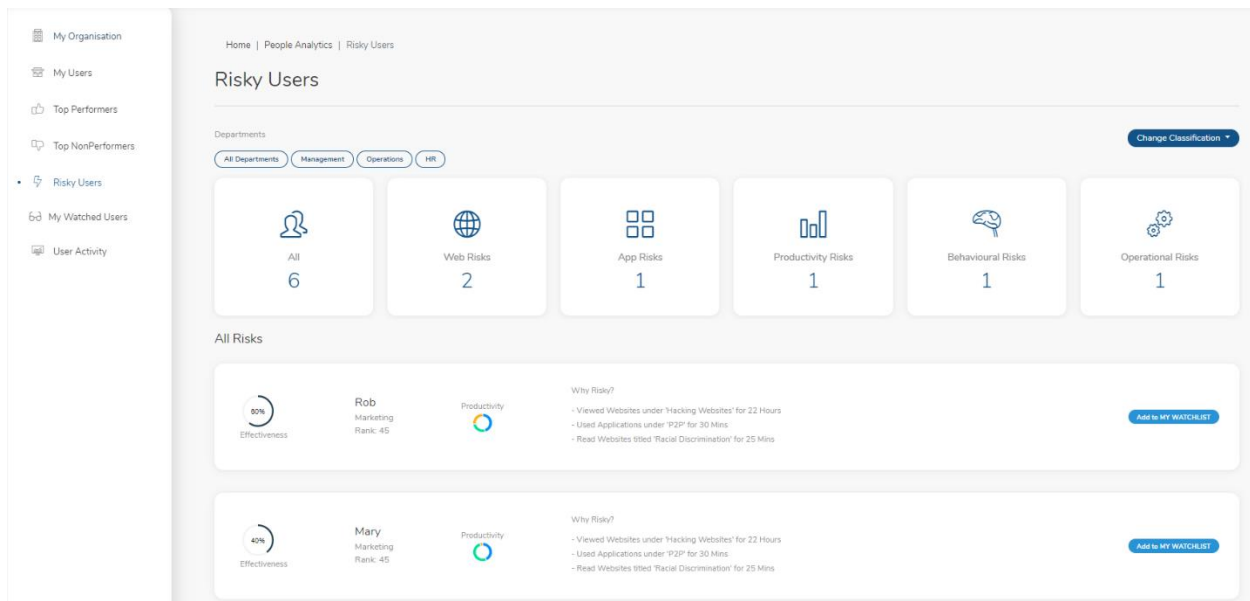 My Organisation
My Users
Top Performers
Top NonPerformers
Risky Users
My Watched Users
User Activity
Home | People Analytics | Risky Users
Risky Users
Departments
Change Classification
All Departments Management Operations HR
All
6
Web Risks
2
App Risks
1
Productivity Risks
1
Behavioural Risks
1
Operational Risks
1
All Risks
80%
Effectiveness
Rob
Marketing
Rank: 45
Productivity
Why Risky?
- Viewed Websites under 'Hacking Websites' for 22 Hours
- Used Applications under 'P2P' for 30 Mins
- Read Websites titled 'Racial Discrimination' for 25 Mins
Add to MY WATCHLIST
40%
Effectiveness
Mary
Marketing
Rank: 45
Productivity
Why Risky?
- Viewed Websites under 'Hacking Websites' for 22 Hours
- Used Applications under 'P2P' for 30 Mins
- Read Websites titled 'Racial Discrimination' for 25 Mins
Add to MY WATCHLIST